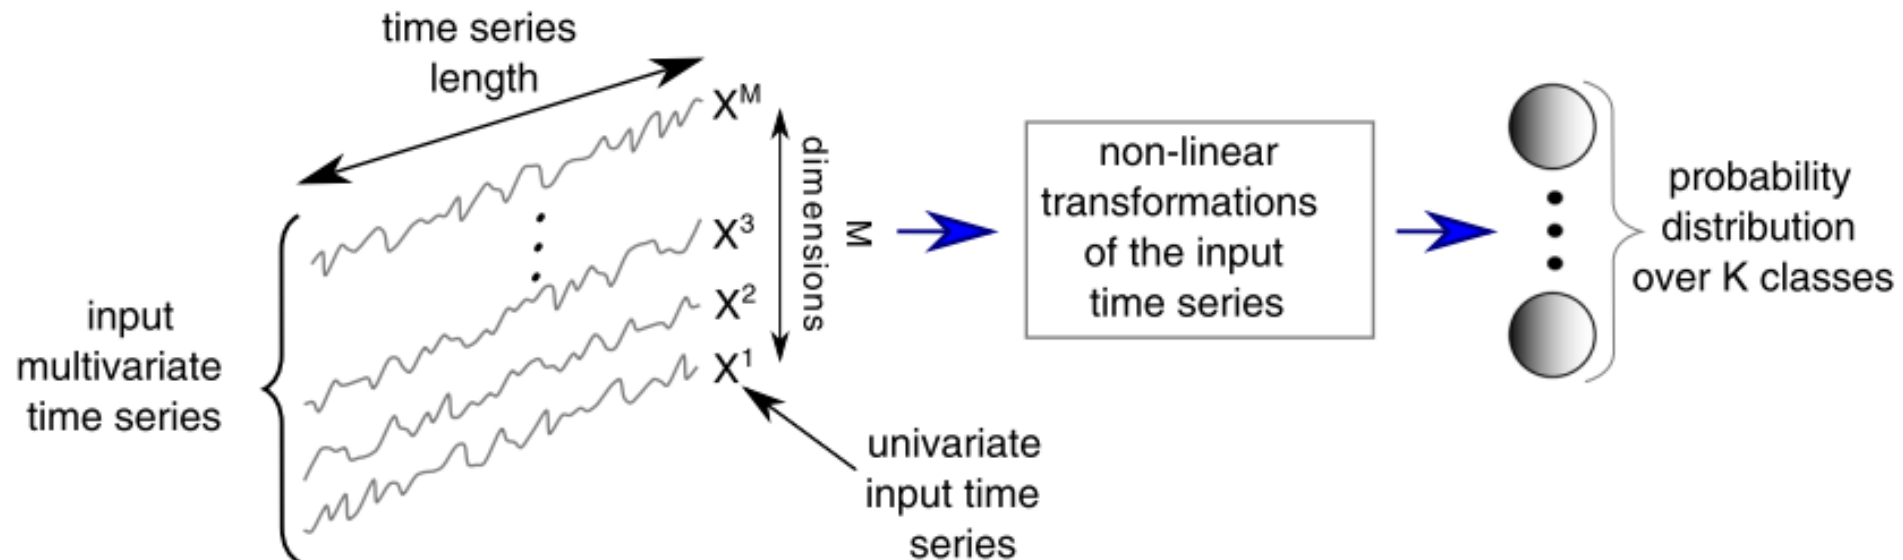 time series
length
X^M
X^3
X^2
X^1
M
dimensions
input
multivariate
time series
univariate
input time
series
non-linear
transformations
of the input
time series
probability
distribution
over K classes